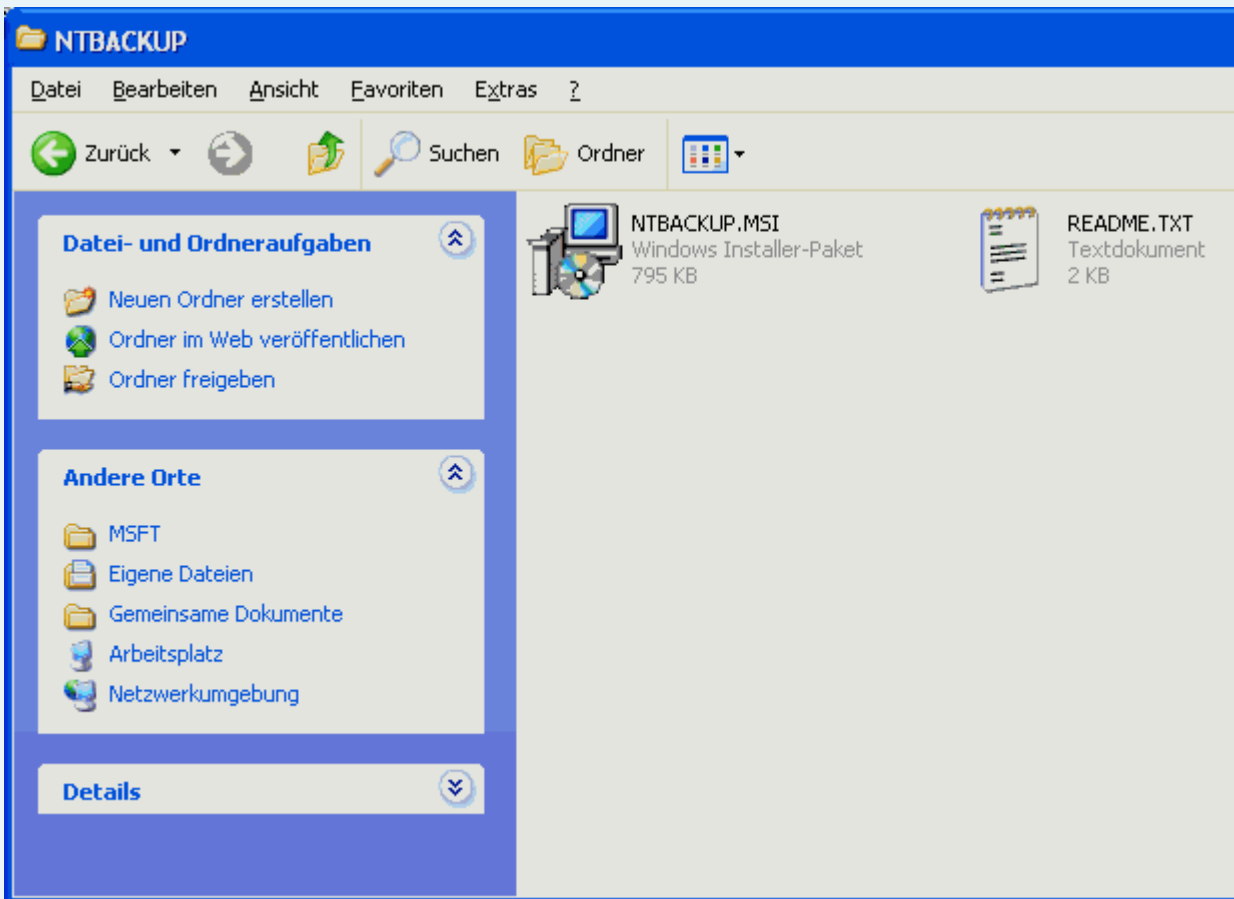 NTBACKUP
Datei Bearbeiten Ansicht Favoriten Extras ?
Zurück Suchen Ordner
Datei- und Ordneraufgaben
Neuen Ordner erstellen
Ordner im Web veröffentlichen
Ordner freigeben
Andere Orte
MSFT
Eigene Dateien
Gemeinsame Dokumente
Arbeitsplatz
Netzwerkumgebung
Details
NTBACKUP.MSI
Windows Installer-Paket
795 KB
README.TXT
Textdokument
2 KB